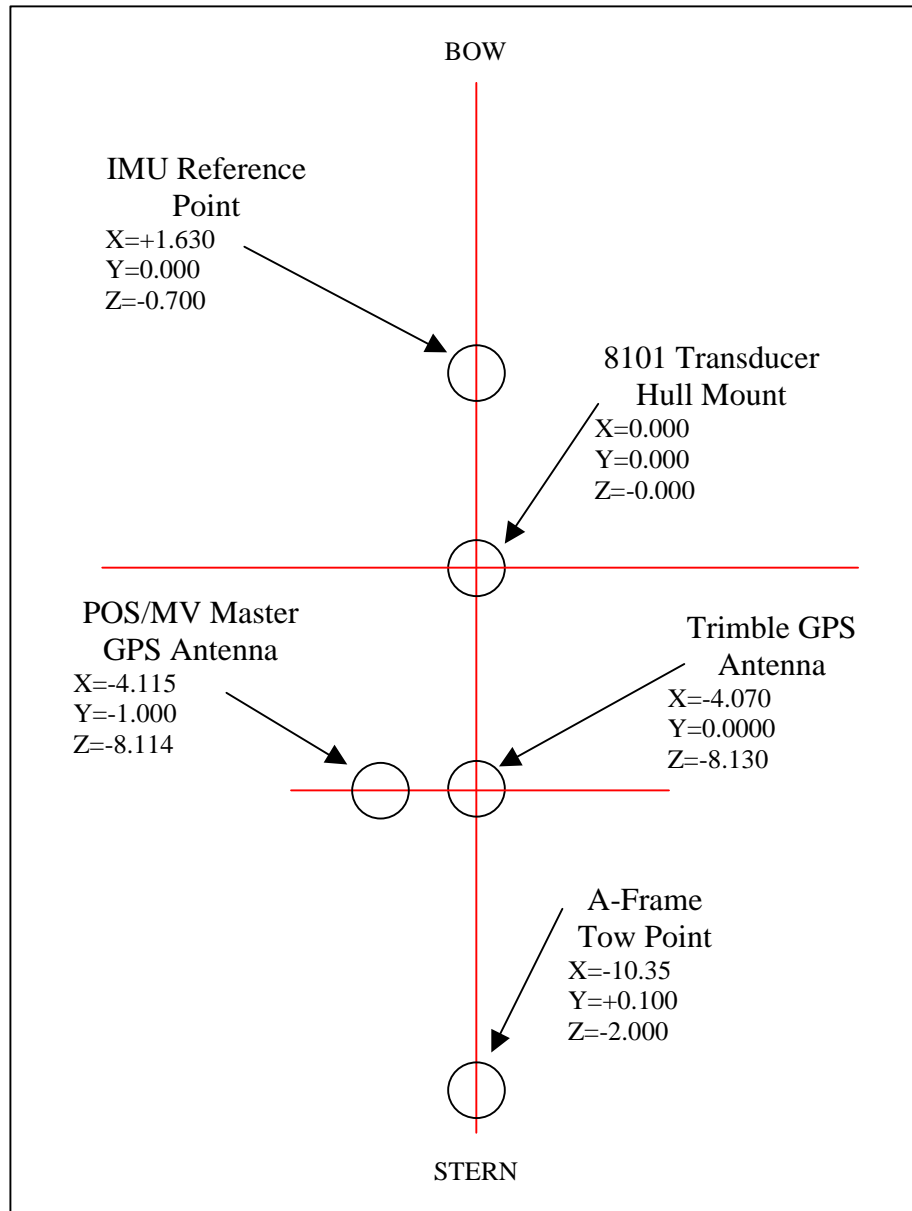 BOW
IMU Reference
Point
X=+1.630
Y=0.000
Z=-0.700
8101 Transducer
Hull Mount
X=0.000
Y=0.000
Z=-0.000
POS/MV Master
GPS Antenna
X=-4.115
Y=-1.000
Z=-8.114
Trimble GPS
Antenna
X=-4.070
Y=0.0000
Z=-8.130
A-Frame
Tow Point
X=-10.35
Y=+0.100
Z=-2.000
STERN